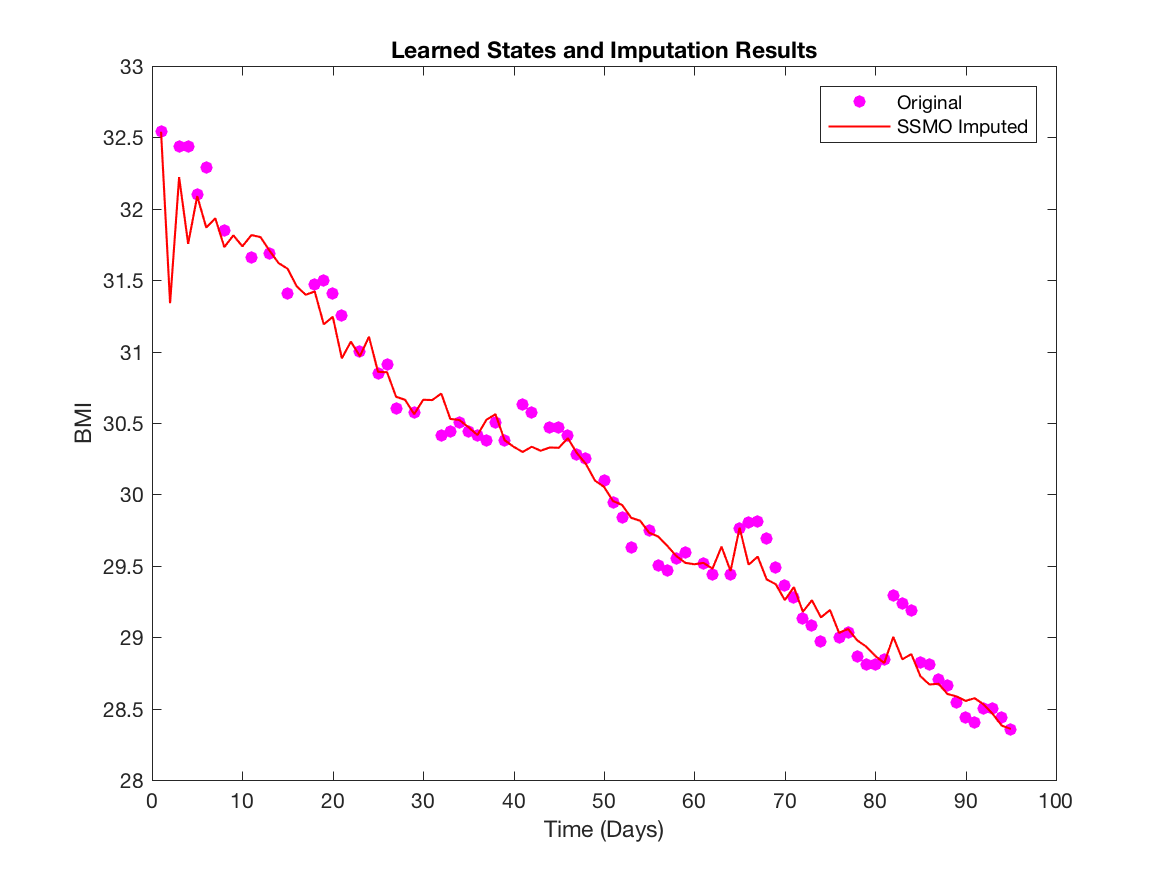 Learned States and Imputation Results
33
32.5
32
31.5
31
30.5
30
29.5
29
28.5
28
BMI
Original
SSMO Imputed
0 10 20 30 40 50 60 70 80 90 100
Time (Days)